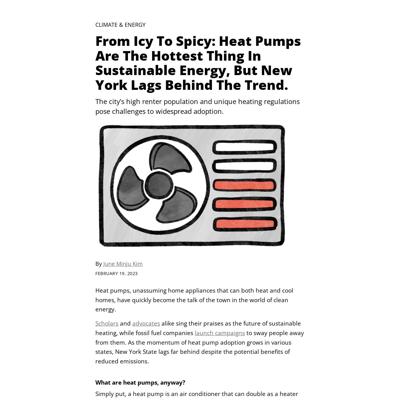 CLIMATE & ENERGY
From Icy To Spicy: Heat Pumps
Are The Hottest Thing In
Sustainable Energy, But New
York Lags Behind The Trend.
The city's high renter population and unique heating regulations
pose challenges to widespread adoption.
By June Minju Kim
FEBRUARY 19, 2023
Heat pumps, unassuming home appliances that can both heat and cool
homes, have quickly become the talk of the town in the world of clean
energy.
Scholars and advocates alike sing their praises as the future of sustainable
heating, while fossil fuel companies launch campaigns to sway people away
from them. As the momentum of heat pump adoption grows in various
states, New York State lags far behind despite the potential benefits of
reduced emissions.
What are heat pumps, anyway?
Simply put, a heat pump is an air conditioner that can double as a heater